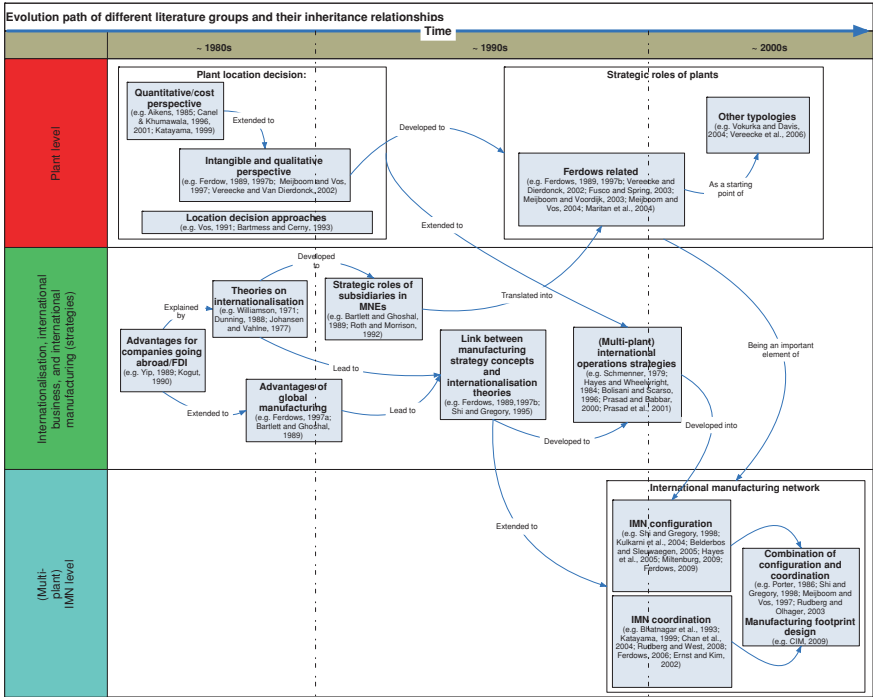 Evolution path of different literature groups and their inheritance relationships
Time
~ 1980s
~ 1990s
~ 2000s
Plant level
Plant location decision:
Quantitative/cost
perspective
(e.g. Aikens, 1985; Canel
& Khumawala, 1996,
2001; Katayama, 1999)
Extended to
Intangible and qualitative
perspective
(e.g. Ferdow, 1989, 1997b; Meijboom and Vos,
1997; Vereecke and Van Dierdonck, 2002)
Location decision approaches
(e.g. Vos, 1991; Bartmess and Cerny, 1993)
Developed to
Extended to
Strategic roles of plants
Ferdows related
(e.g. Ferdows, 1989, 1997b; Vereecke and
Dierdonck, 2002; Fusco and Spring, 2003;
Meijboom and Voordijk, 2003; Meijboom and
Vos, 2004; Maritan et al., 2004)
Other typologies
(e.g. Vokurka and Davis,
2004; Vereecke et al., 2006)
As a starting
point of
Internationalisation, international
business, and international
manufacturing (strategies)
Advantages for
companies going
abroad/FDI
(e.g. Yip, 1989; Kogut,
1990)
Explained
by
Extended to
Theories on
internationalisation
(e.g. Williamson, 1971;
Dunning, 1988; Johansen
and Vahlne, 1977)
Developed
to
Strategic roles of
subsidiaries in
MNEs
(e.g. Bartlett and Ghoshal,
1989; Roth and Morrison,
1992)
Translated into
Lead to
Advantages of
global
manufacturing
(e.g. Ferdows, 1997a;
Bartlett and Ghoshal,
1989)
Lead to
Link between
manufacturing
strategy concepts
and
internationalisation
theories
(e.g. Ferdows, 1989,1997b;
Shi and Gregory, 1995)
Developed to
(Multi-plant)
international
operations strategies
(e.g. Schmenner, 1979;
Hayes and Wheelwright,
1984; Bolisani and Scarso,
1996; Prasad and Babbar,
2000; Prasad et al., 2001)
Being an important
element of
Developed into
Extended to
(Multi-
plant)
IMN level
International manufacturing network
IMN configuration
(e.g. Shi and Gregory, 1998;
Kulkarni et al., 2004; Belderbos
and Sleuwaegen, 2005; Hayes
et al., 2005; Miltenburg, 2009;
Ferdows, 2009)
IMN coordination
(e.g. Bhatnagar et al., 1993;
Katayama, 1999; Chan et al.,
2004; Rudberg and West, 2008;
Ferdows, 2006; Ernst and Kim,
2002)
Combination of
configuration and
coordination
(e.g. Porter, 1986; Shi and
Gregory, 1998; Meijboom and
Vos, 1997; Rudberg and
Olhager, 2003
Manufacturing footprint
design
(e.g. CIM, 2009)